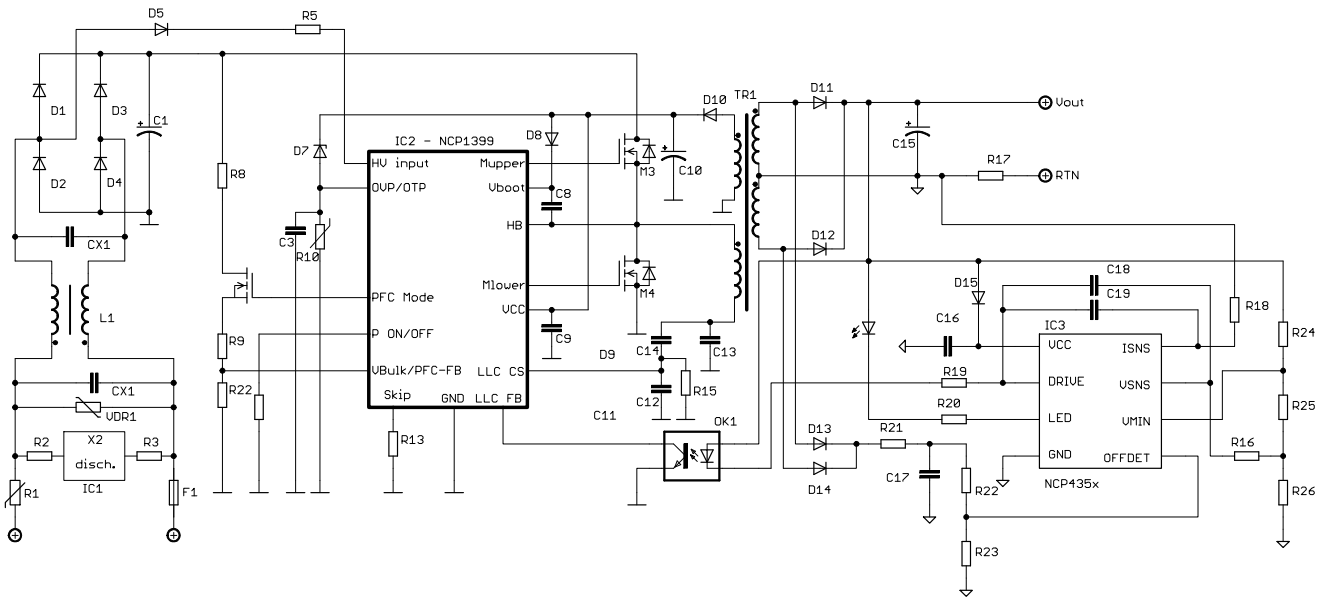 D5
R5
D1
D3
D2
D4
C1
CX1
L1
CX1
VDR1
R2
X2
disch.
R3
IC1
R1
F1
R8
R9
R22
D7
C3
R10
IC2 - NCP1399
HV input
OVP/OTP
PFC Mode
P ON/OFF
VBulk/PFC-FB
Skip
GND
LLC FB
Mupper
Vboot
HB
Mlower
VCC
LLC CS
R13
D8
C8
C9
M3
M4
C10
D10
TR1
D9
C11
C14
C13
C12
R15
OK1
D11
D12
C15
Vout
R17
RTN
D13
D14
R21
C17
R22
R23
D15
C16
C18
C19
R19
R20
IC3
VCC
DRIVE
LED
GND
ISNS
VSNS
VMIN
OFFDET
NCP435x
R18
R16
R24
R25
R26